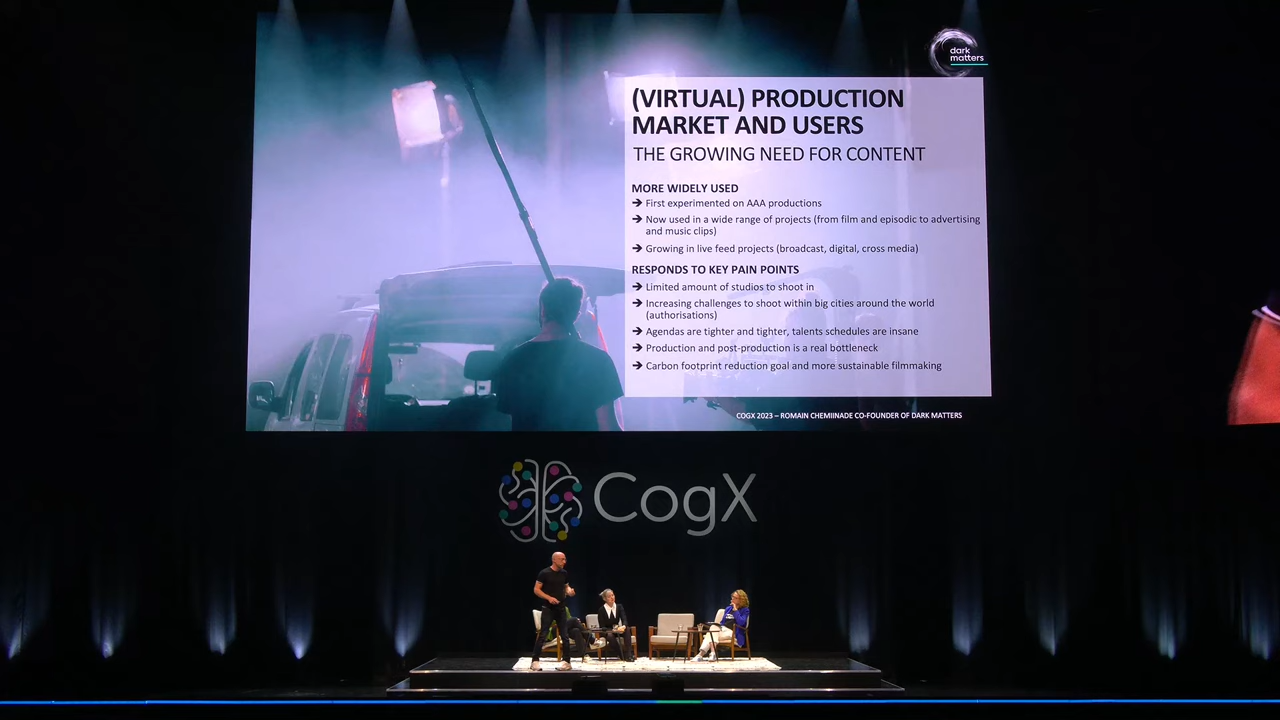 dark
matters
(VIRTUAL) PRODUCTION
MARKET AND USERS
THE GROWING NEED FOR CONTENT
MORE WIDELY USED
➔ First experimented on AAA productions
➔ Now used in a wide range of projects (from film and episodic to advertising
and music clips)
➔ Growing in live feed projects (broadcast, digital, cross media)
RESPONDS TO KEY PAIN POINTS
➔ Limited amount of studios to shoot in
➔ Increasing challenges to shoot within big cities around the world
(authorisations)
➔ Agendas are tighter and tighter, talents schedules are insane
➔ Production and post-production is a real bottleneck
➔ Carbon footprint reduction goal and more sustainable filmmaking
COGX 2023 – ROMAIN CHEMIINADE CO-FOUNDER OF DARK MATTERS
CogX